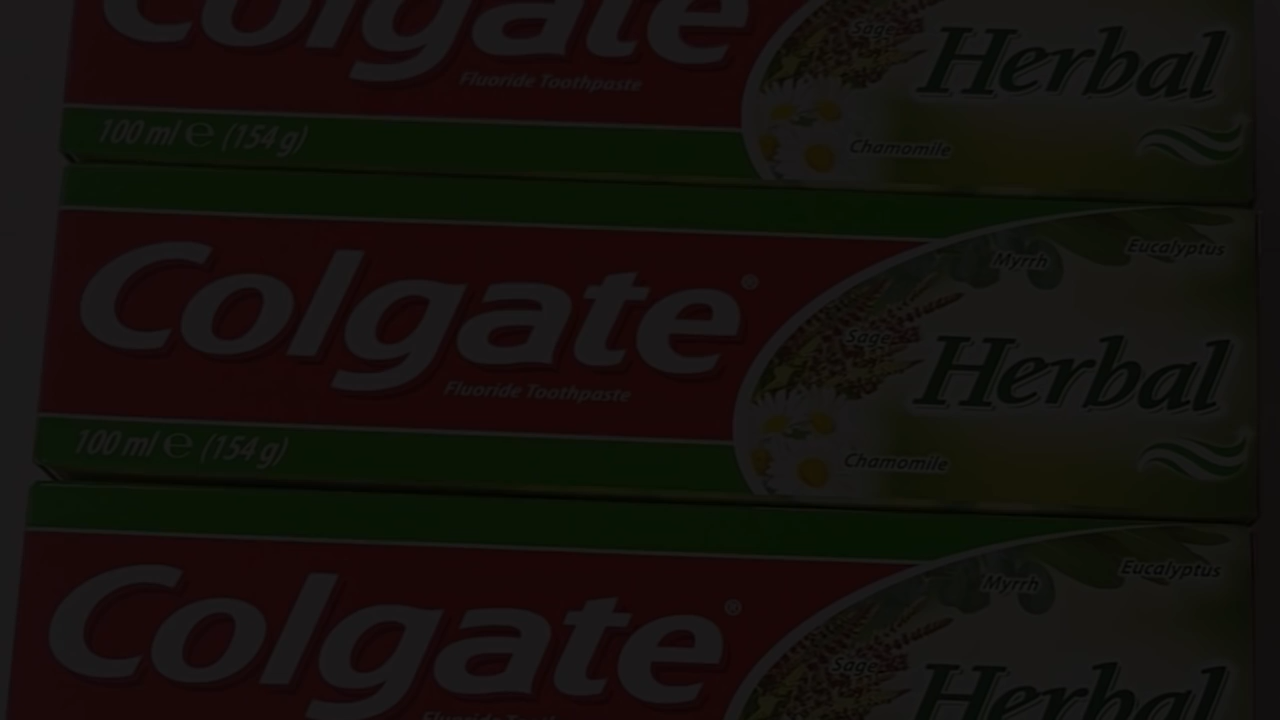 Colgate
Fluoride Toothpaste
100 ml ℮ (154 g)
Sage
Herbal
Chamomile
Colgate®
Fluoride Toothpaste
100 ml ℮ (154 g)
Myrrh
Eucalyptus
Sage
Herbal
Chamomile
Colgate®
Myrrh
Eucalyptus
Sage
Herbal